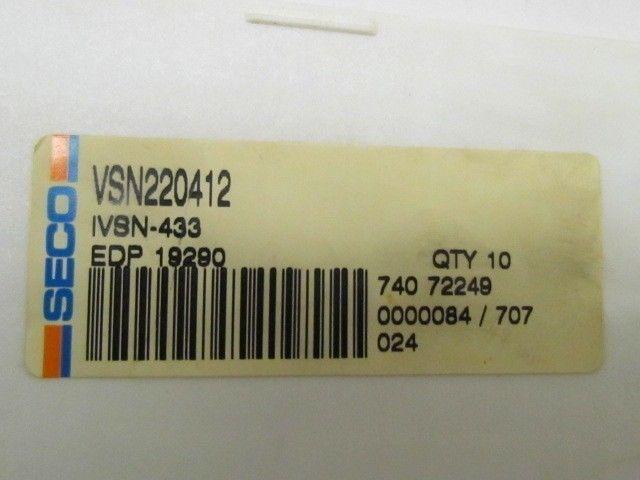 SECO
VSN220412
IVSN-433
EDP 19290
QTY 10
740 72249
0000084 / 707
024